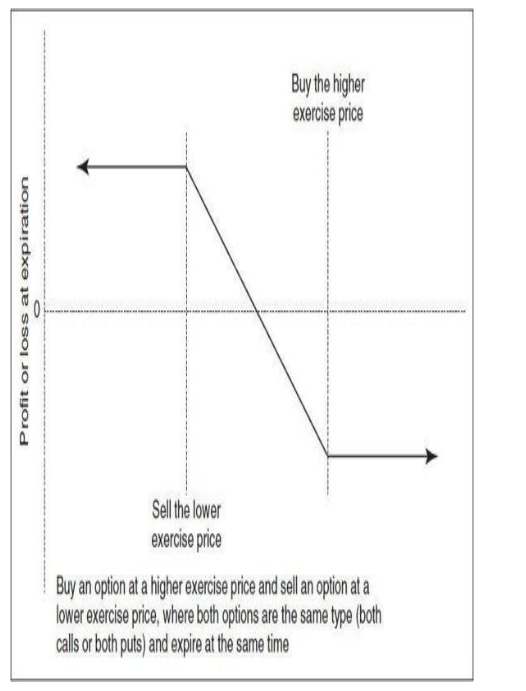 Buy the higher
exercise price
Profit or loss at expiration
0
Sell the lower
exercise price
Buy an option at a higher exercise price and sell an option at a
lower exercise price, where both options are the same type (both
calls or both puts) and expire at the same time